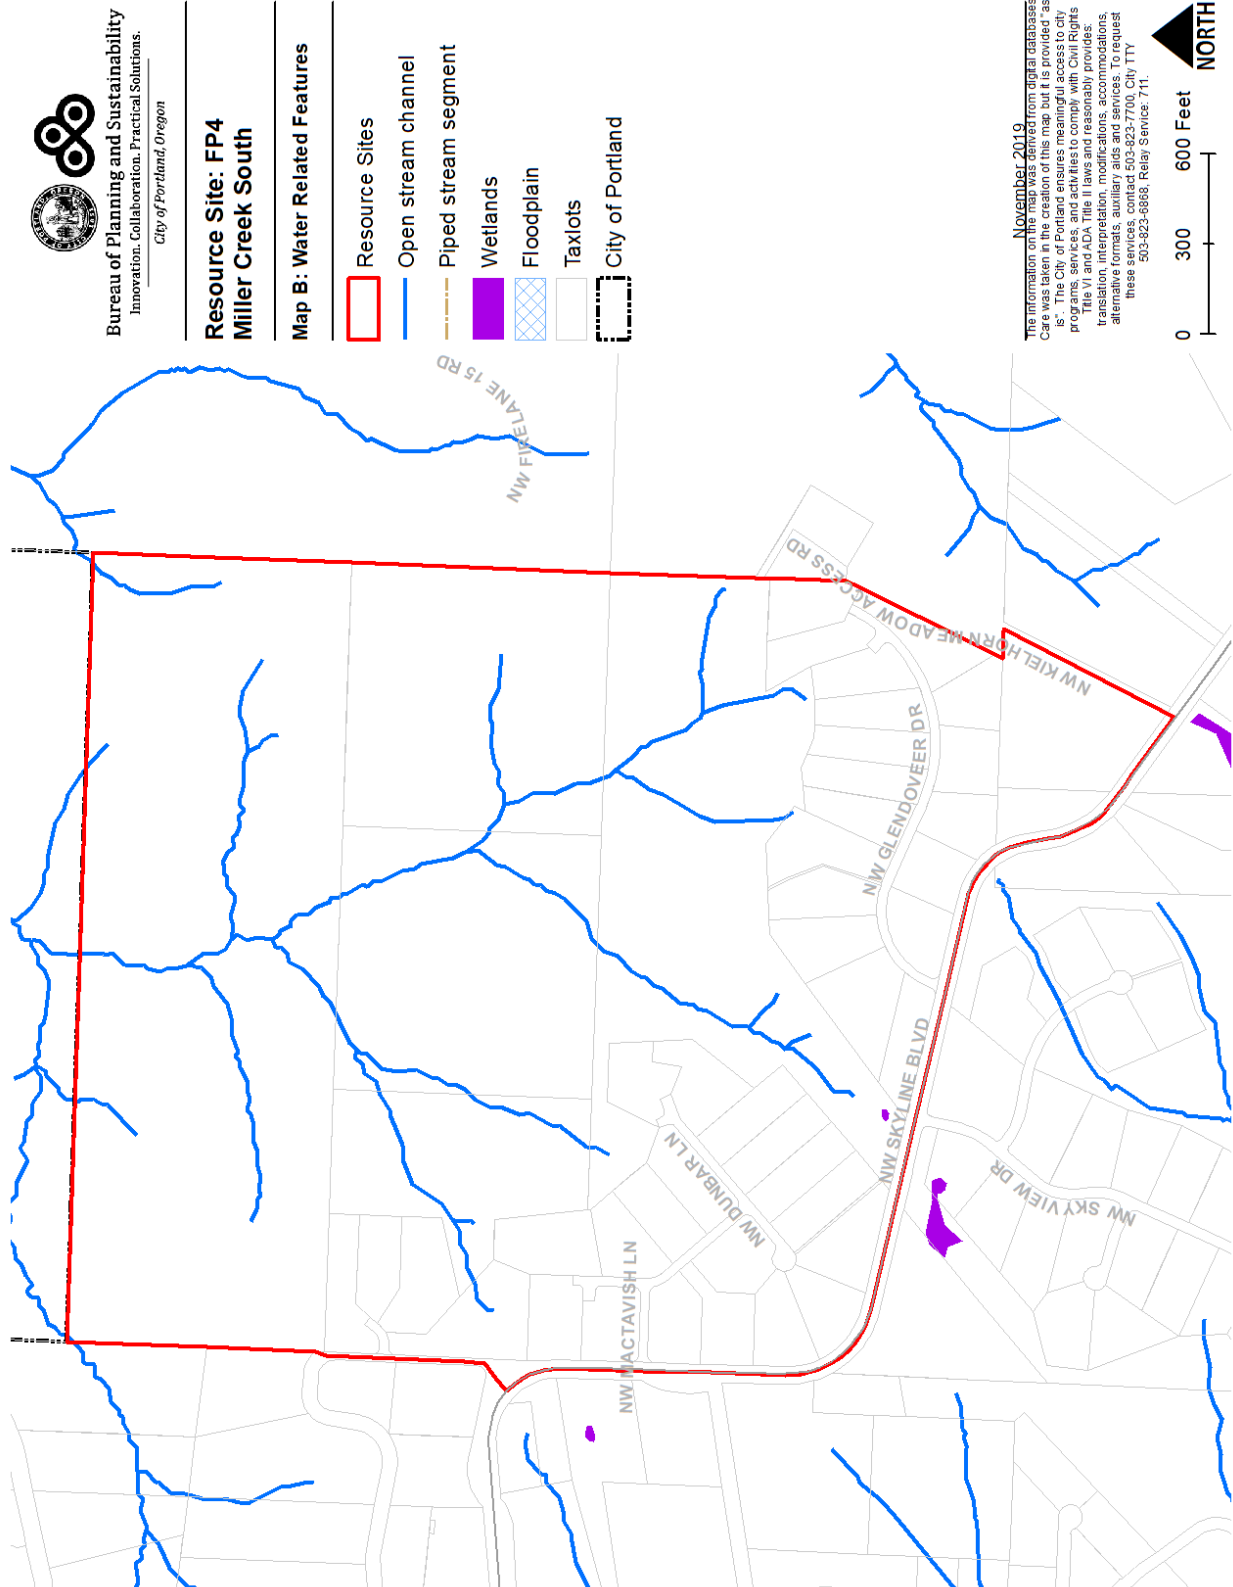 Bureau of Planning and Sustainability
Innovation. Collaboration. Practical Solutions.
City of Portland, Oregon
Resource Site: FP4
Miller Creek South
Map B: Water Related Features
Resource Sites
Open stream channel
Piped stream segment
Wetlands
Floodplain
Taxlots
City of Portland
November 2019
The information on the map was derived from digital databases
Care was taken in the creation of this map but it is provided "as
is". The City of Portland ensures meaningful access to city
programs, services, and activities to comply with Civil Rights
Title VI and ADA Title II laws and reasonably provides:
translation, interpretation, modifications, accommodations,
alternative formats, auxiliary aids and services. To request
these services, contact 503-823-7700, City TTY
503-823-6868, Relay Service: 711.
0 300 600 Feet
NORTH
NW FIRELANE 15 RD
NW KIELHORN MEADOW ACCESS RD
NW GLENDOVEER DR
NW SKYLINE BLVD
NW DUNBAR LN
NW MACTAVISH LN
NW SKYVIEW DR